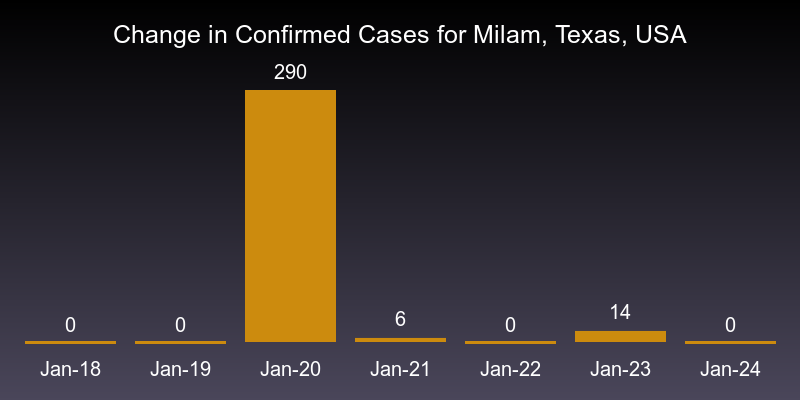 Change in Confirmed Cases for Milam, Texas, USA
290
0 0 6 0 14 0
Jan-18 Jan-19 Jan-20 Jan-21 Jan-22 Jan-23 Jan-24